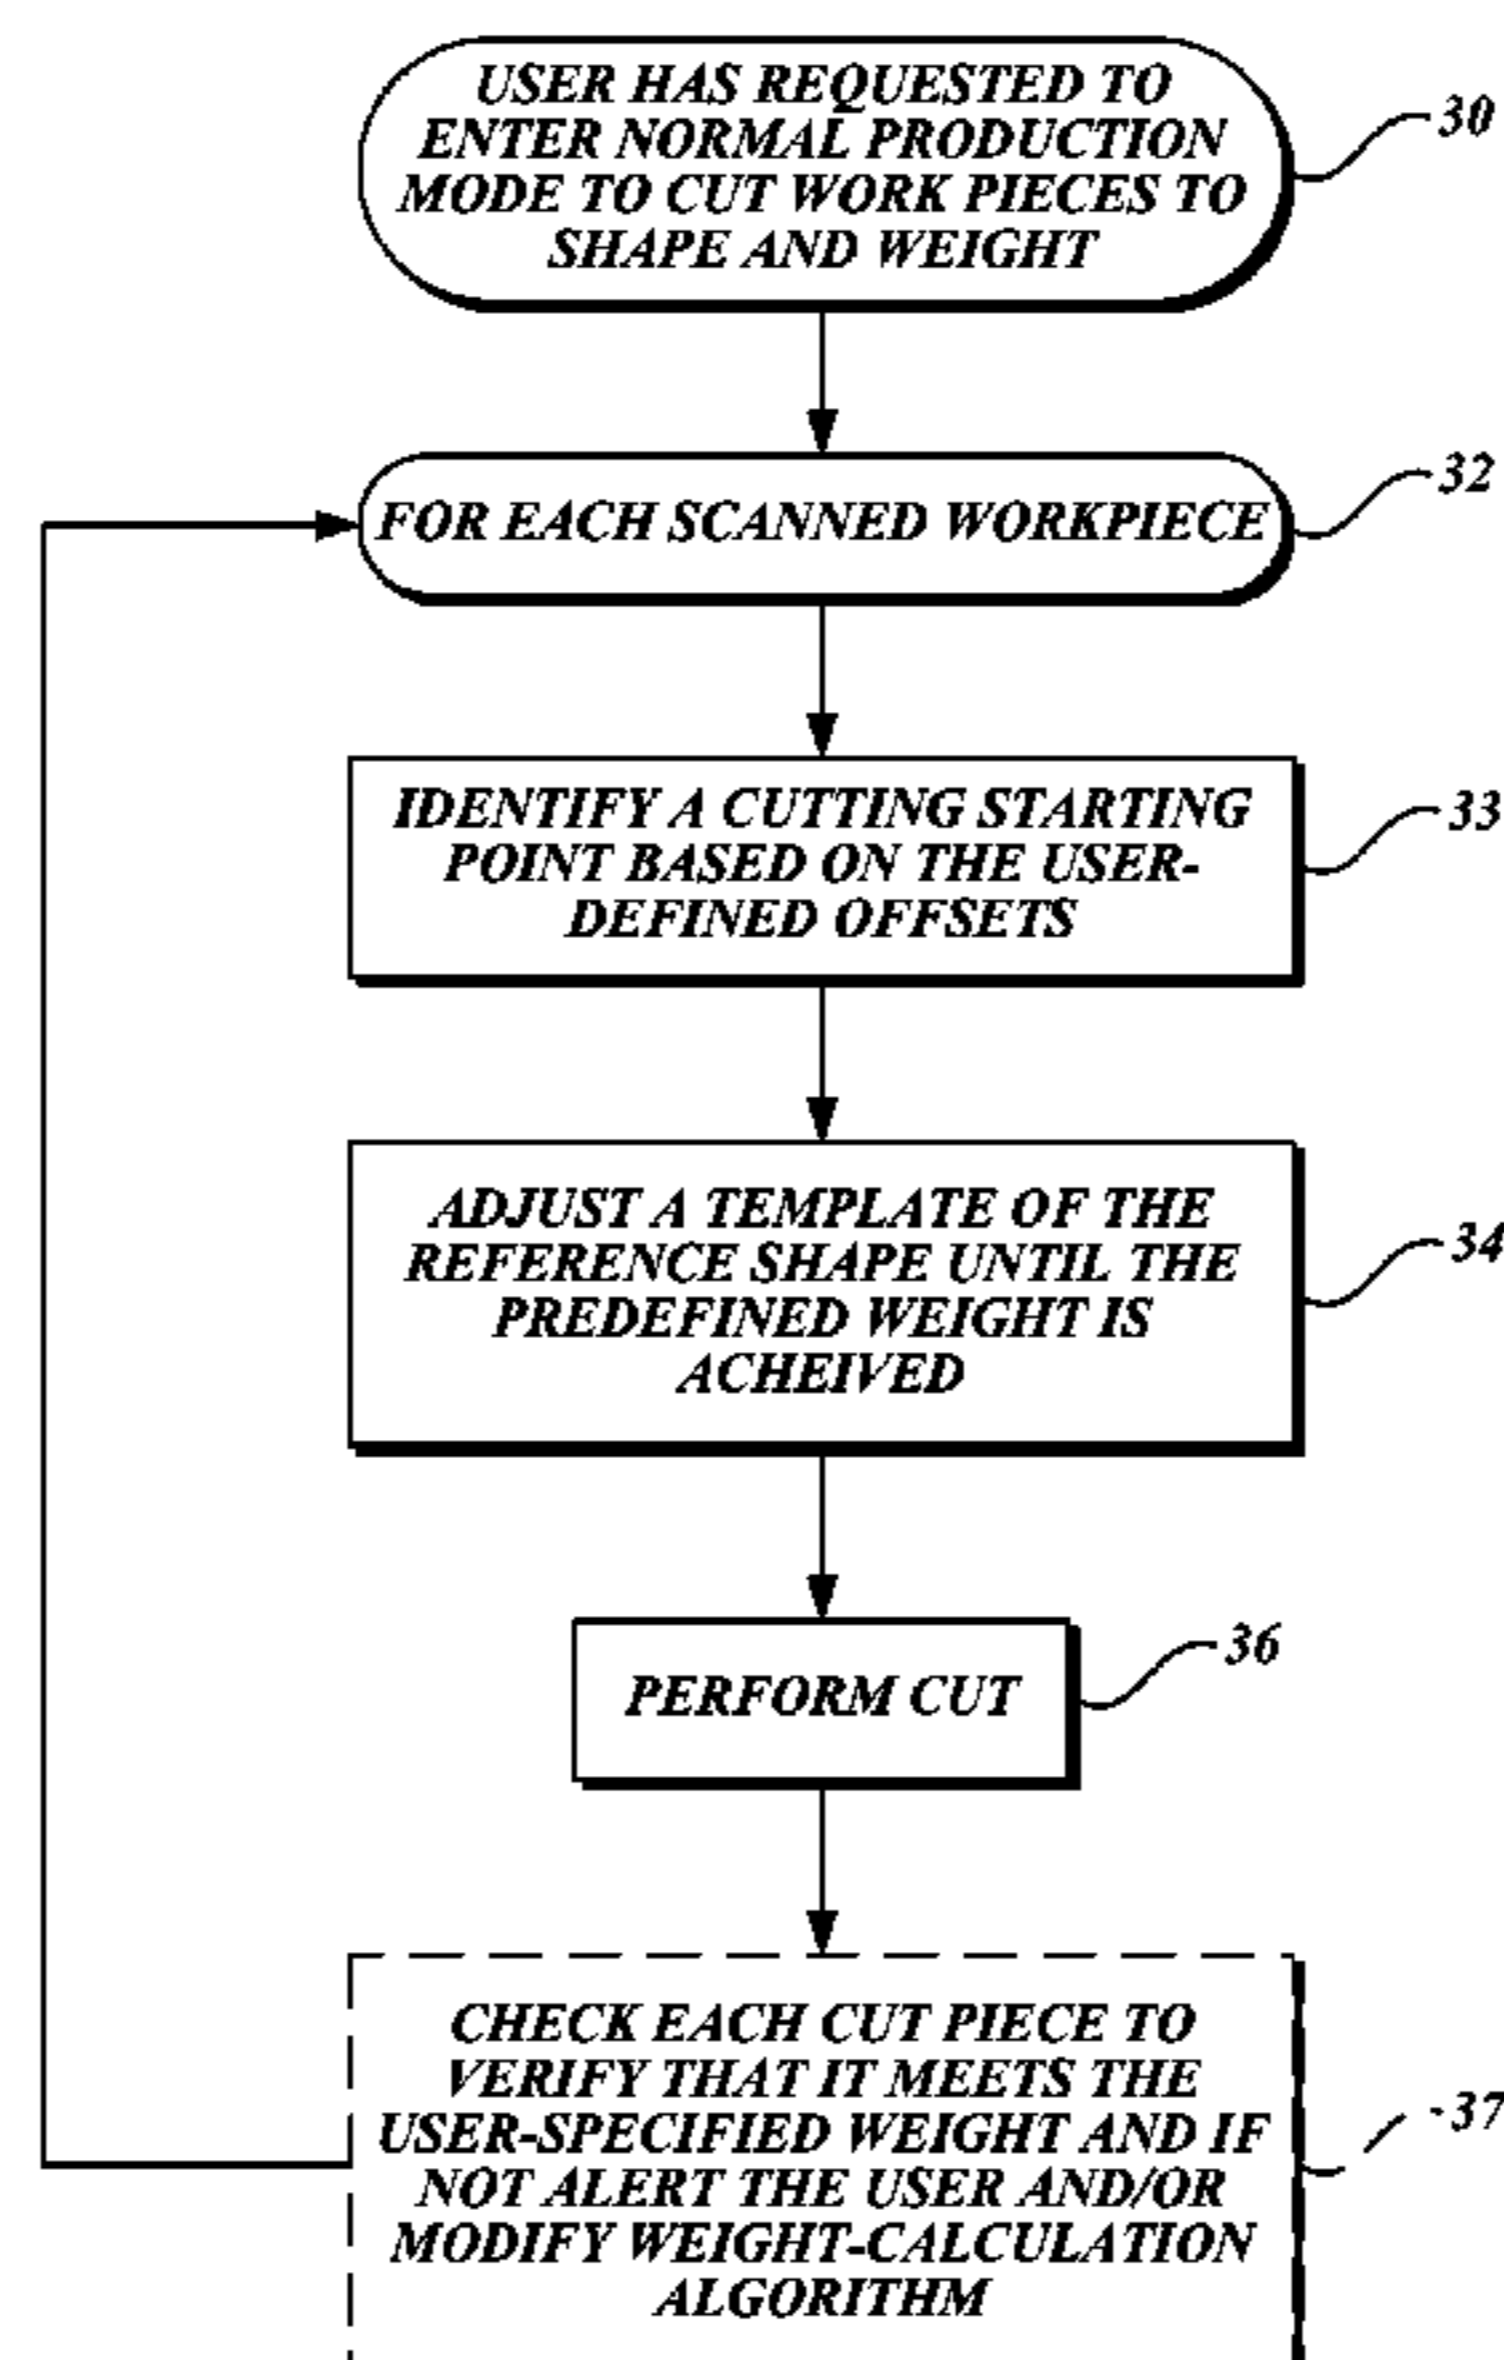 USER HAS REQUESTED TO
ENTER NORMAL PRODUCTION
MODE TO CUT WORK PIECES TO
SHAPE AND WEIGHT
30
FOR EACH SCANNED WORKPIECE
32
IDENTIFY A CUTTING STARTING
POINT BASED ON THE USER-
DEFINED OFFSETS
33
ADJUST A TEMPLATE OF THE
REFERENCE SHAPE UNTIL THE
PREDEFINED WEIGHT IS
ACHEIVED
34
PERFORM CUT
36
CHECK EACH CUT PIECE TO
VERIFY THAT IT MEETS THE
USER-SPECIFIED WEIGHT AND IF
NOT ALERT THE USER AND/OR
MODIFY WEIGHT-CALCULATION
ALGORITHM
37